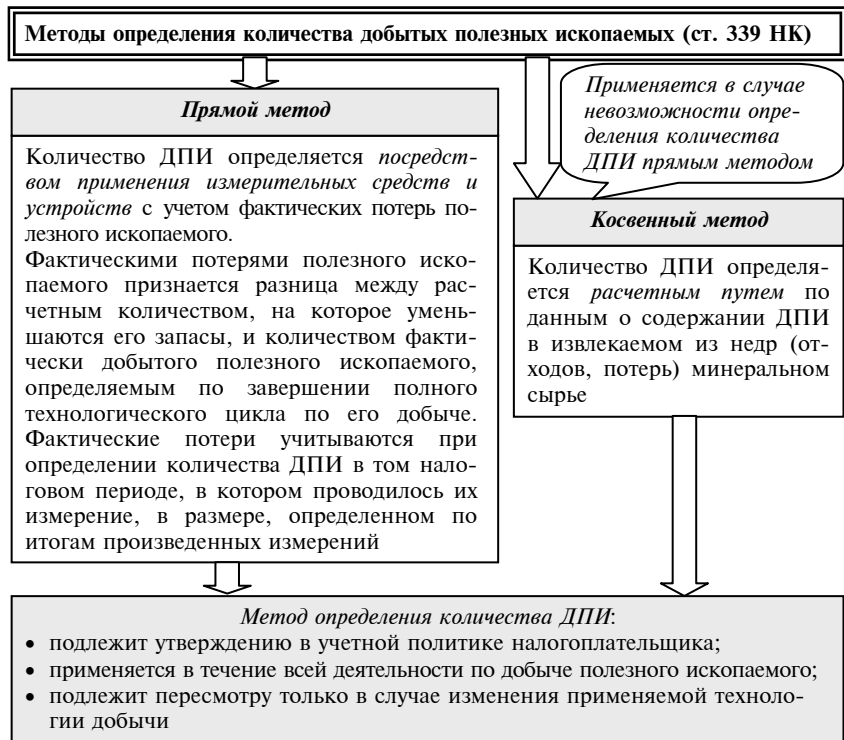 Методы определения количества добытых полезных ископаемых (ст. 339 НК)
Прямой метод
Количество ДПИ определяется посредст-
вом применения измерительных средств и
устройств с учетом фактических потерь по-
лезного ископаемого.
Фактическими потерями полезного иско-
паемого признается разница между рас-
четным количеством, на которое умень-
шаются его запасы, и количеством факти-
чески добытого полезного ископаемого,
определяемым по завершении полного
технологического цикла по его добыче.
Фактические потери учитываются при
определении количества ДПИ в том нало-
говом периоде, в котором проводилось их
измерение, в размере, определенном по
итогам произведенных измерений
Применяется в случае
невозможности опре-
деления количества
ДПИ прямым методом
Косвенный метод
Количество ДПИ определя-
ется расчетным путем по
данным о содержании ДПИ
в извлекаемом из недр (от-
ходов, потерь) минеральном
сырье
Метод определения количества ДПИ:
• подлежит утверждению в учетной политике налогоплательщика;
• применяется в течение всей деятельности по добыче полезного ископаемого;
• подлежит пересмотру только в случае изменения применяемой техноло-
гии добычи